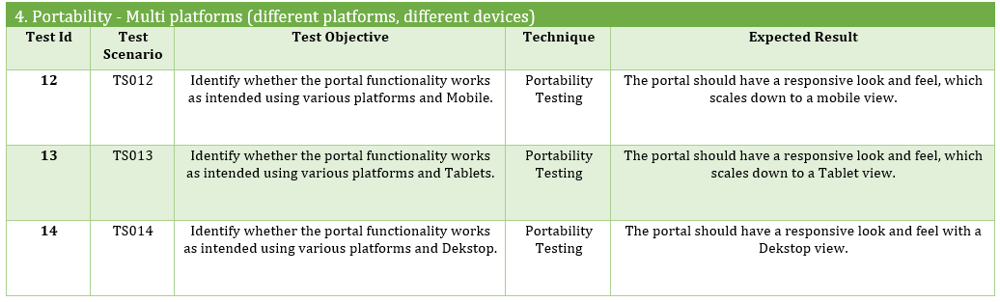 4. Portability - Multi platforms (different platforms, different devices)
Test Id Test Scenario Test Objective Technique Expected Result
12 TS012 Identify whether the portal functionality works as intended using various platforms and Mobile. Portability Testing The portal should have a responsive look and feel, which scales down to a mobile view.
13 TS013 Identify whether the portal functionality works as intended using various platforms and Tablets. Portability Testing The portal should have a responsive look and feel, which scales down to a Tablet view.
14 TS014 Identify whether the portal functionality works as intended using various platforms and Dekstop. Portability Testing The portal should have a responsive look and feel with a Dekstop view.